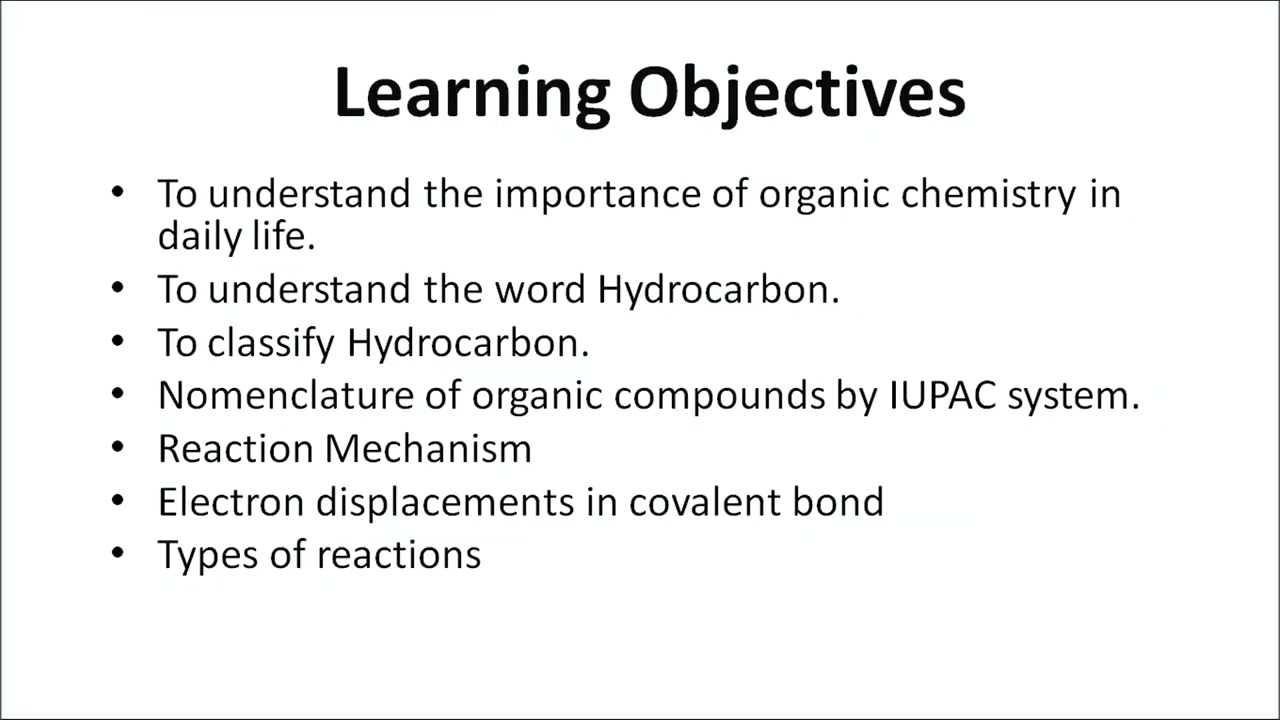 Learning Objectives
• To understand the importance of organic chemistry in
daily life.
• To understand the word Hydrocarbon.
• To classify Hydrocarbon.
• Nomenclature of organic compounds by IUPAC system.
• Reaction Mechanism
• Electron displacements in covalent bond
• Types of reactions